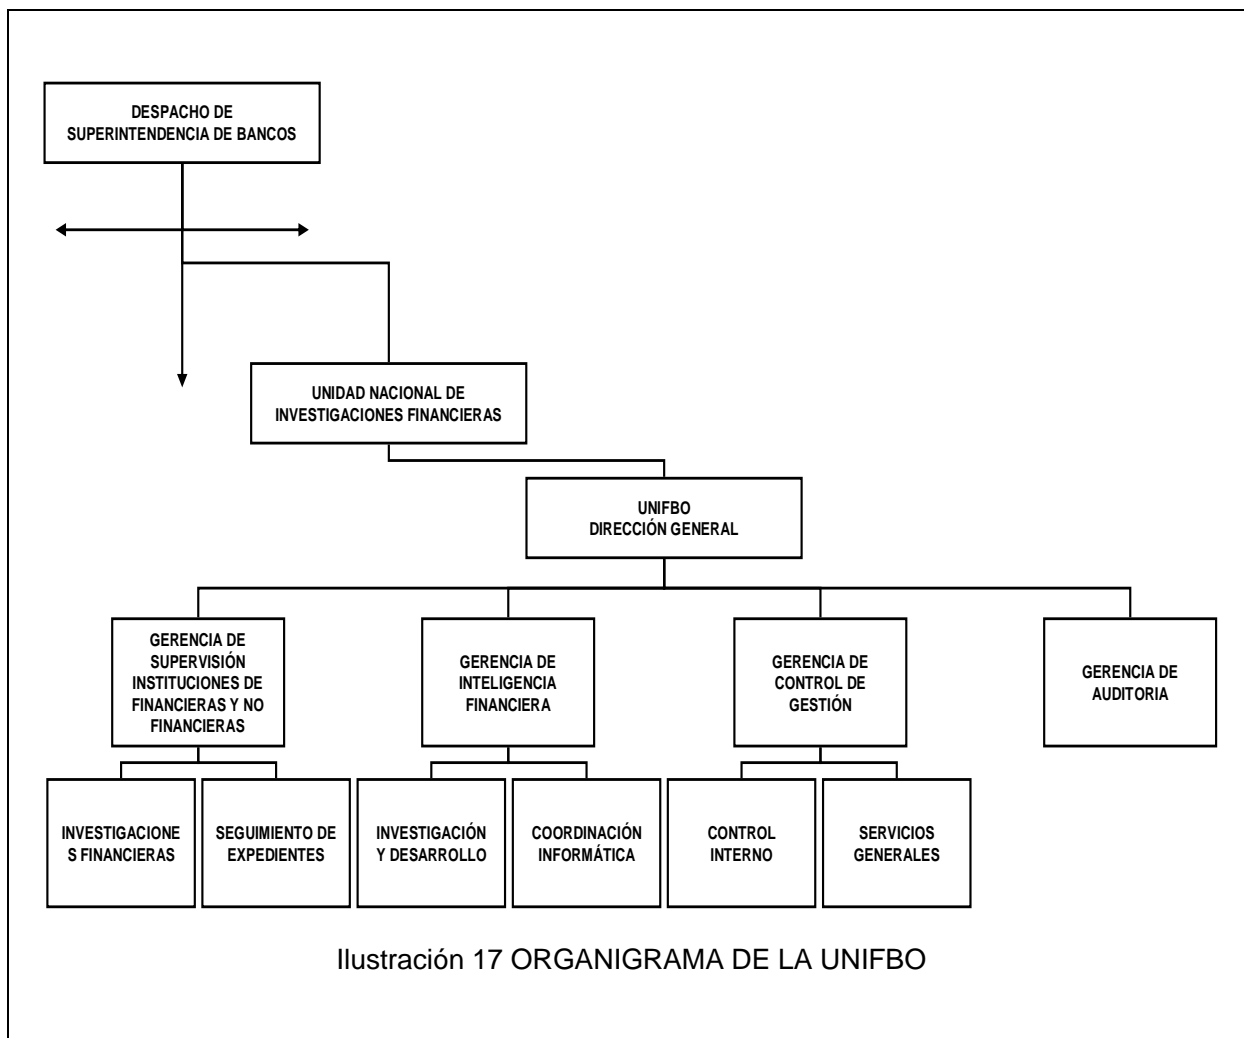 DESPACHO DE
SUPERINTENDENCIA DE BANCOS
UNIDAD NACIONAL DE
INVESTIGACIONES FINANCIERAS
UNIFBO
DIRECCIÓN GENERAL
GERENCIA DE
SUPERVISIÓN
INSTITUCIONES DE
FINANCIERAS Y NO
FINANCIERAS
GERENCIA DE
INTELIGENCIA
FINANCIERA
GERENCIA DE
CONTROL DE
GESTIÓN
GERENCIA DE
AUDITORIA
INVESTIGACIONE
S FINANCIERAS
SEGUIMIENTO DE
EXPEDIENTES
INVESTIGACIÓN
Y DESARROLLO
COORDINACIÓN
INFORMÁTICA
CONTROL
INTERNO
SERVICIOS
GENERALES
Ilustración 17 ORGANIGRAMA DE LA UNIFBO